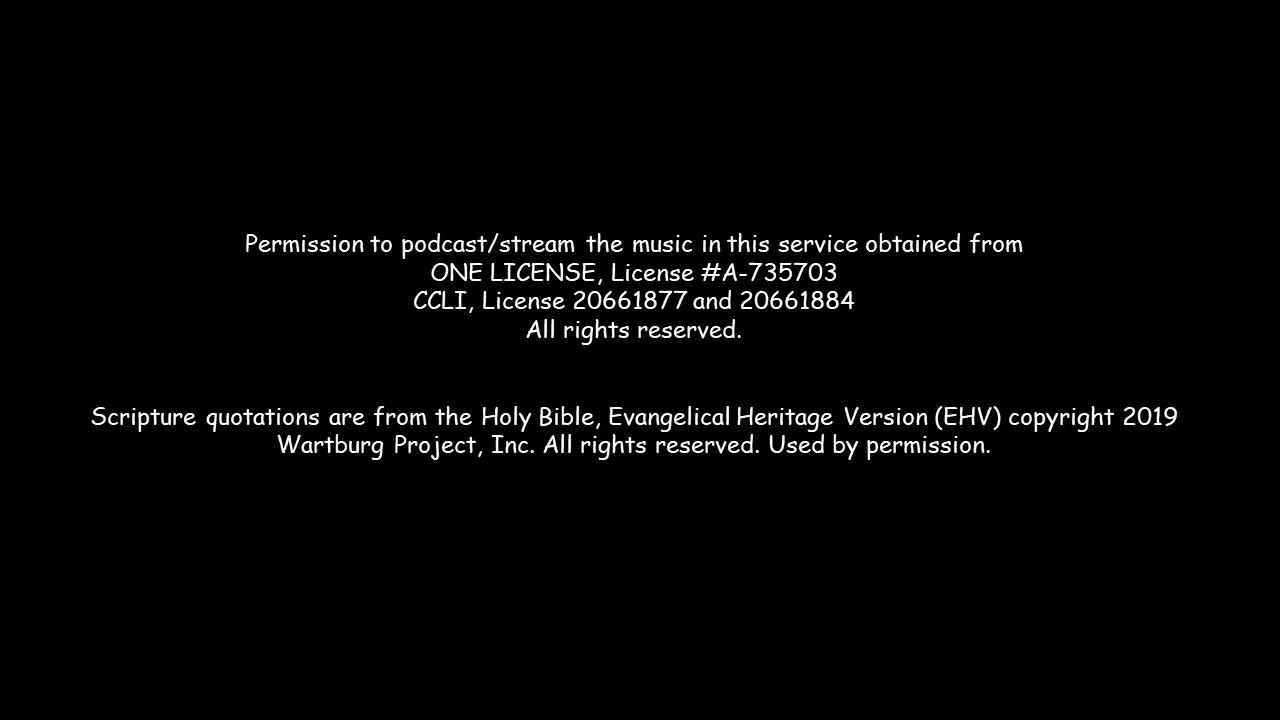 Permission to podcast/stream the music in this service obtained from
ONE LICENSE, License #A-735703
CCLI, License 20661877 and 20661884
All rights reserved.
Scripture quotations are from the Holy Bible, Evangelical Heritage Version (EHV) copyright 2019
Wartburg Project, Inc. All rights reserved. Used by permission.